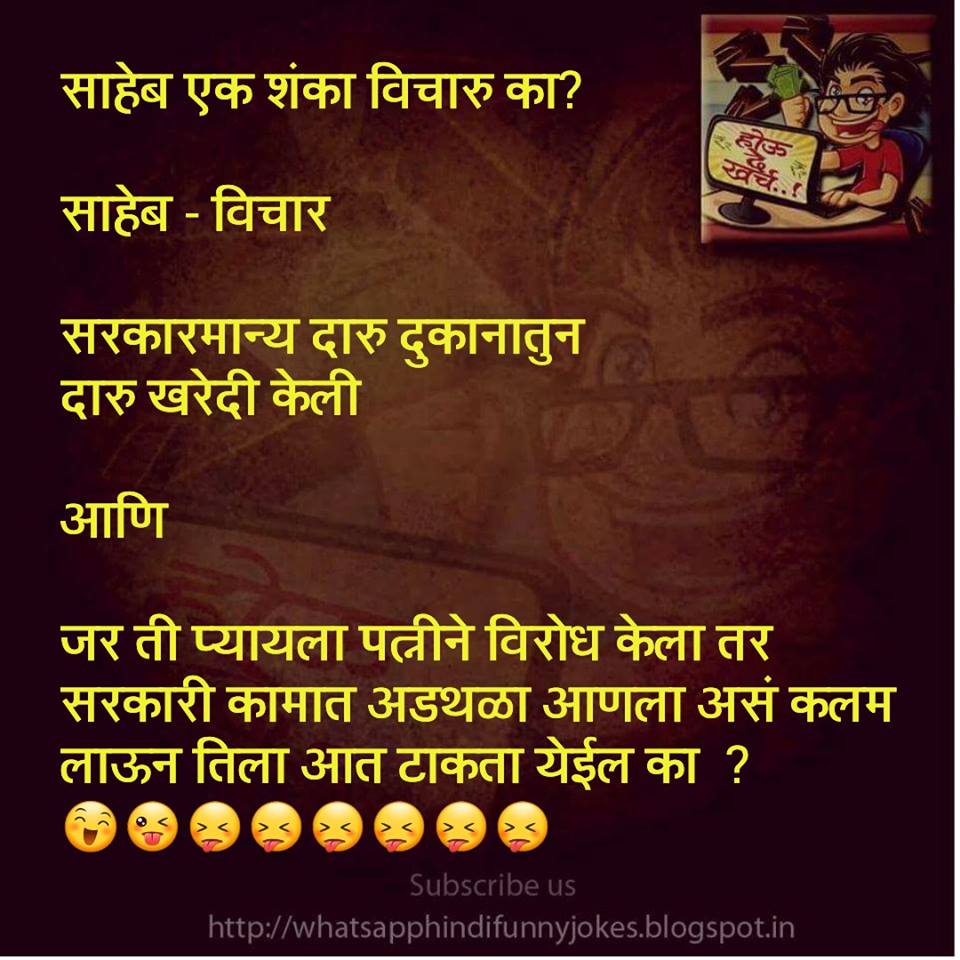 साहेब एक शंका विचारु का?
होऊ
दे
खर्च..!
साहेब - विचार
सरकारमान्य दारु दुकानातुन
दारु खरेदी केली
आणि
जर ती प्यायला पत्नीने विरोध केला तर
सरकारी कामात अडथळा आणला असं कलम
लाऊन तिला आत टाकता येईल का ?
😄😜😝😝😝😝😝😝
Subscribe us
http://whatsapphindifunnyjokes.blogspot.in